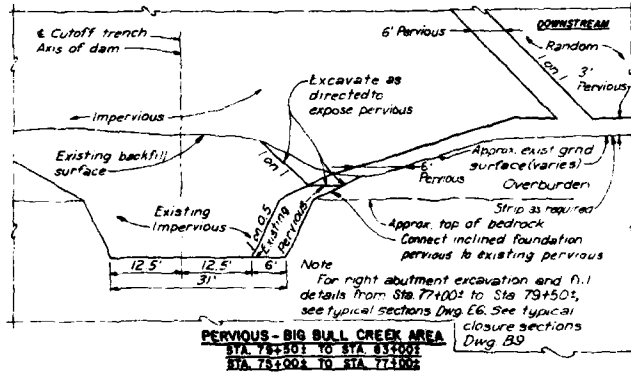 ℄ Cutoff trench
Axis of dam
6' Pervious
DOWNSTREAM
Random
1 on 1
3'
Pervious
Excavate as
directed to
expose pervious
Impervious
Existing backfill
surface
1 on 1
6'
Pervious
Approx. exist grnd
surface (varies)
Overburden
Strip as required
Existing
Impervious
1 on 0.5
Existing
Pervious
Approx. top of bedrock
Connect inclined foundation
pervious to existing pervious
12.5' 12.5' 6'
31'
Note
For right abutment excavation and fill
details from Sta. 77+00± to Sta 79+50±,
see typical sections Dwg. E6. See typical
closure sections
Dwg B9
PERVIOUS - BIG BULL CREEK AREA
STA. 79+50± TO STA. 83+00±
STA. 75+00± TO STA. 77+00±